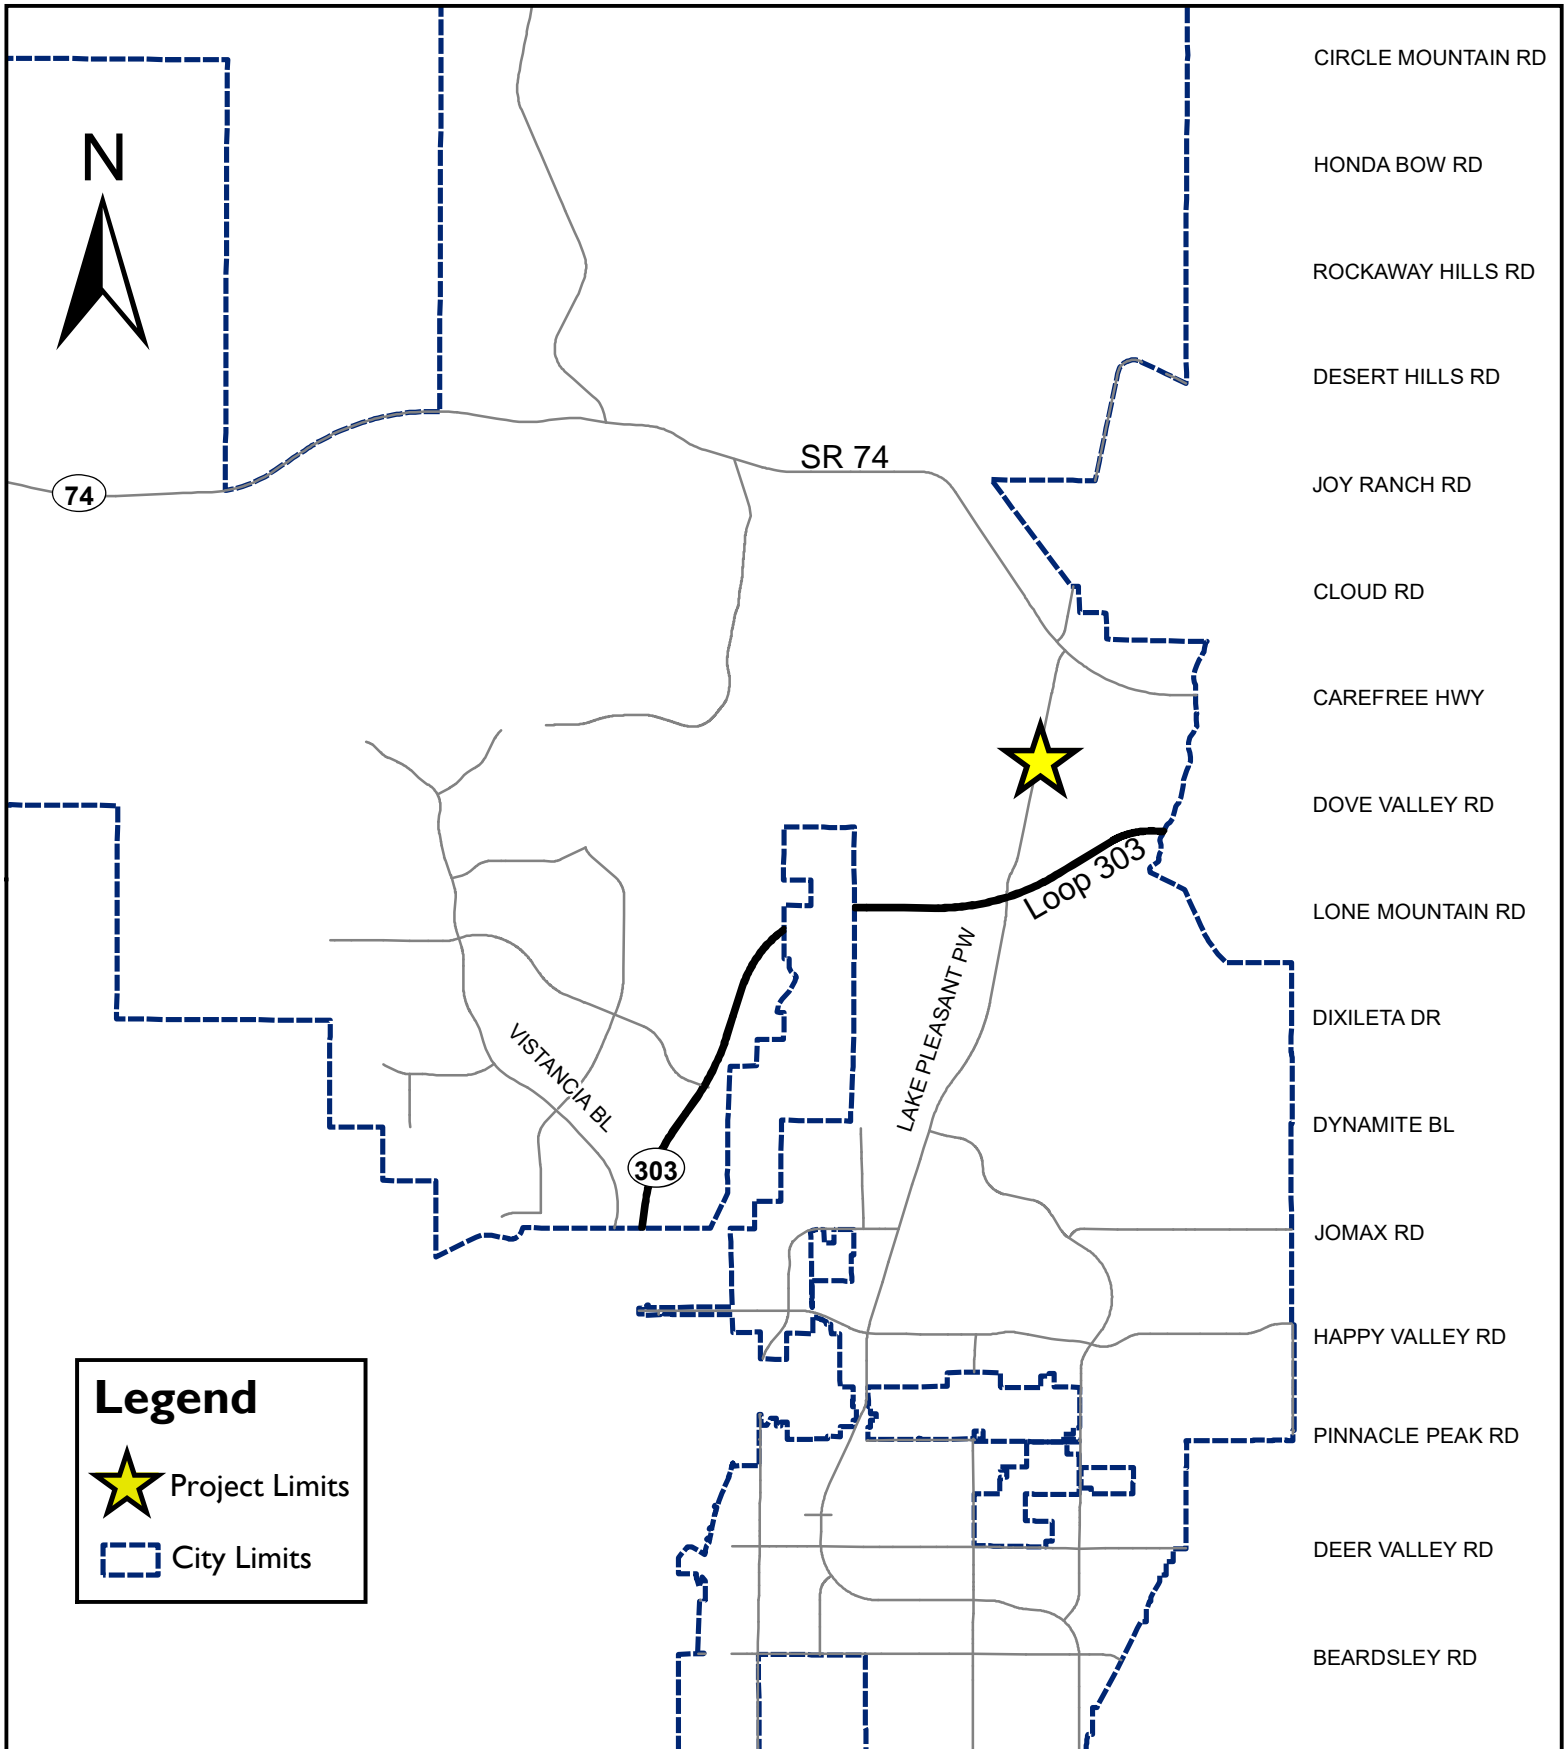 CIRCLE MOUNTAIN RD
N
HONDA BOW RD
ROCKAWAY HILLS RD
DESERT HILLS RD
SR 74
74
JOY RANCH RD
CLOUD RD
CAREFREE HWY
DOVE VALLEY RD
Loop 303
LONE MOUNTAIN RD
LAKE PLEASANT PW
DIXILETA DR
VISTANCIA BL
DYNAMITE BL
303
JOMAX RD
HAPPY VALLEY RD
Legend
PINNACLE PEAK RD
Project Limits
City Limits
DEER VALLEY RD
BEARDSLEY RD